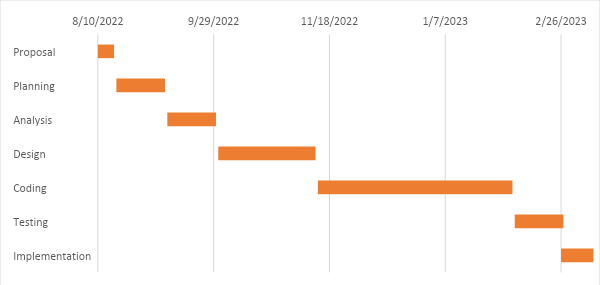 8/10/2022 9/29/2022 11/18/2022 1/7/2023 2/26/2023
Proposal
Planning
Analysis
Design
Coding
Testing
Implementation